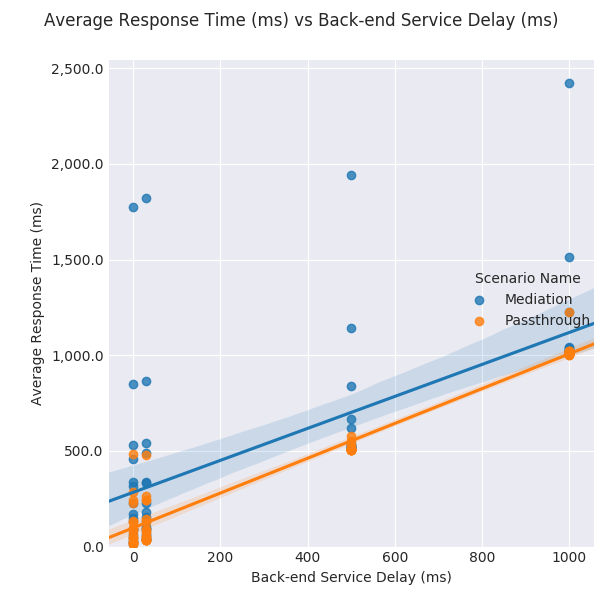 Average Response Time (ms) vs Back-end Service Delay (ms)
2,500.0
2,000.0
1,500.0
1,000.0
500.0
0.0
Average Response Time (ms)
Scenario Name
Mediation
Passthrough
0 200 400 600 800 1000
Back-end Service Delay (ms)